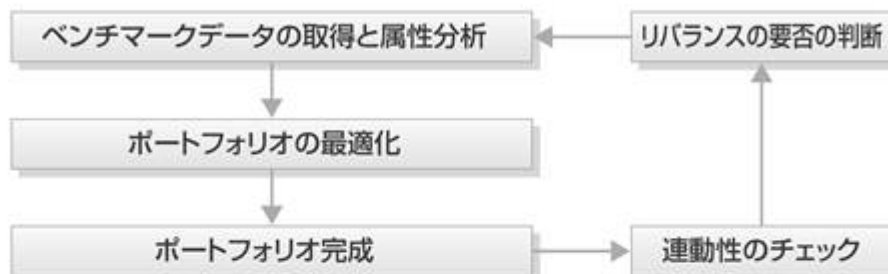 ベンチマークデータの取得と属性分析
リバランスの要否の判断
ポートフォリオの最適化
ポートフォリオ完成
連動性のチェック